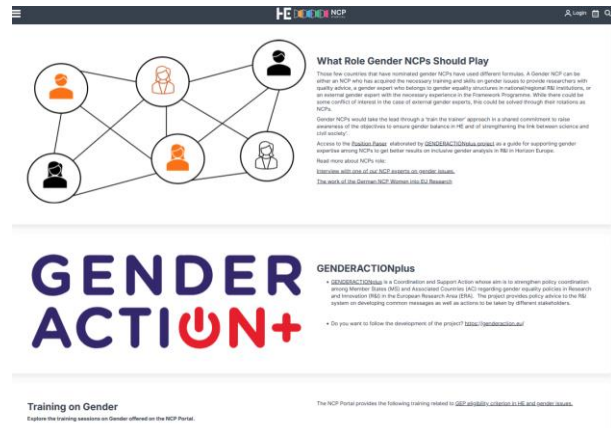 HE NCP
Login
What Role Gender NCPs Should Play
Those few countries that have nominated gender NCPs have used different formulas. A Gender NCP can be
either an NCP who has acquired the necessary training and skills on gender issues to provide researchers with
quality advice, a gender expert who belongs to gender equality structures in national/regional R&I institutions, or
an external gender expert with the necessary experience in the Framework Programme. While there could be
some conflict of interest in the case of external gender experts, this could be solved through their rotations as
NCPs.
Gender NCPs would take the lead through a 'train the trainer' approach in a shared commitment to raise
awareness of the objectives to ensure gender balance in HE and of strengthening the link between science and
civil society'.
Access to the Position Paper elaborated by GENDERACTIONplus project as a guide for supporting gender
expertise among NCPs to get better results on inclusive gender analysis in R&I in Horizon Europe.
Read more about NCPs role:
Interview with one of our NCP experts on gender issues.
The work of the German NCP Women into EU Research
GENDER
ACTION+
GENDERACTIONplus
• GENDERACTIONplus is a Coordination and Support Action whose aim is to strengthen policy coordination
among Member States (MS) and Associated Countries (AC) regarding gender equality policies in Research
and Innovation (R&I) in the European Research Area (ERA). The project provides policy advice to the R&I
system on developing common messages as well as actions to be taken by different stakeholders.
• Do you want to follow the development of the project? https://genderaction.eu/
Training on Gender
Explore the training sessions on Gender offered on the NCP Portal.
The NCP Portal provides the following training related to GEP eligibility criterion in HE and gender issues.